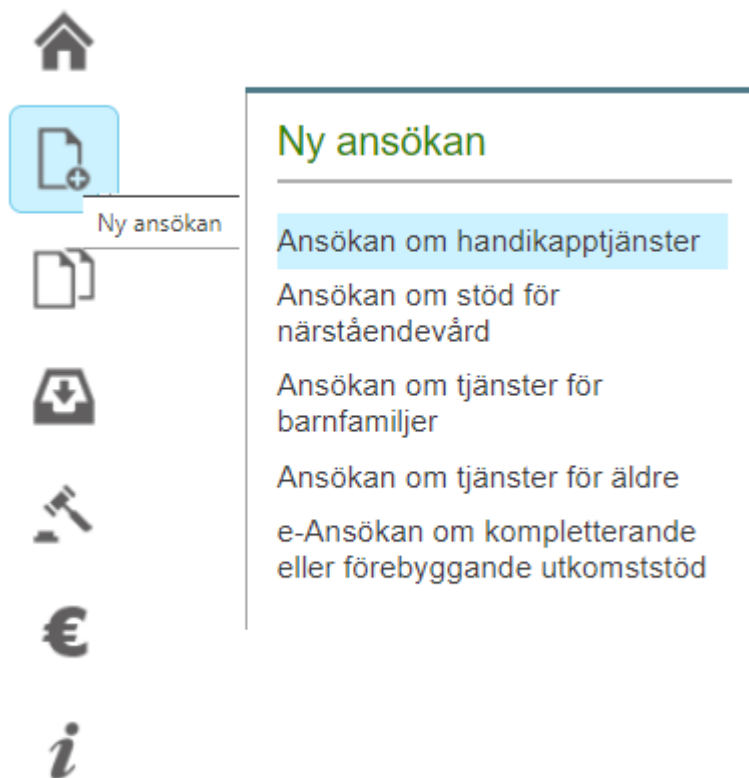 Ny ansökan
Ny ansökan
Ansökan om handikapptjänster
Ansökan om stöd för
närståendevård
Ansökan om tjänster för
barnfamiljer
Ansökan om tjänster för äldre
e-Ansökan om kompletterande
eller förebyggande utkomststöd
€
i